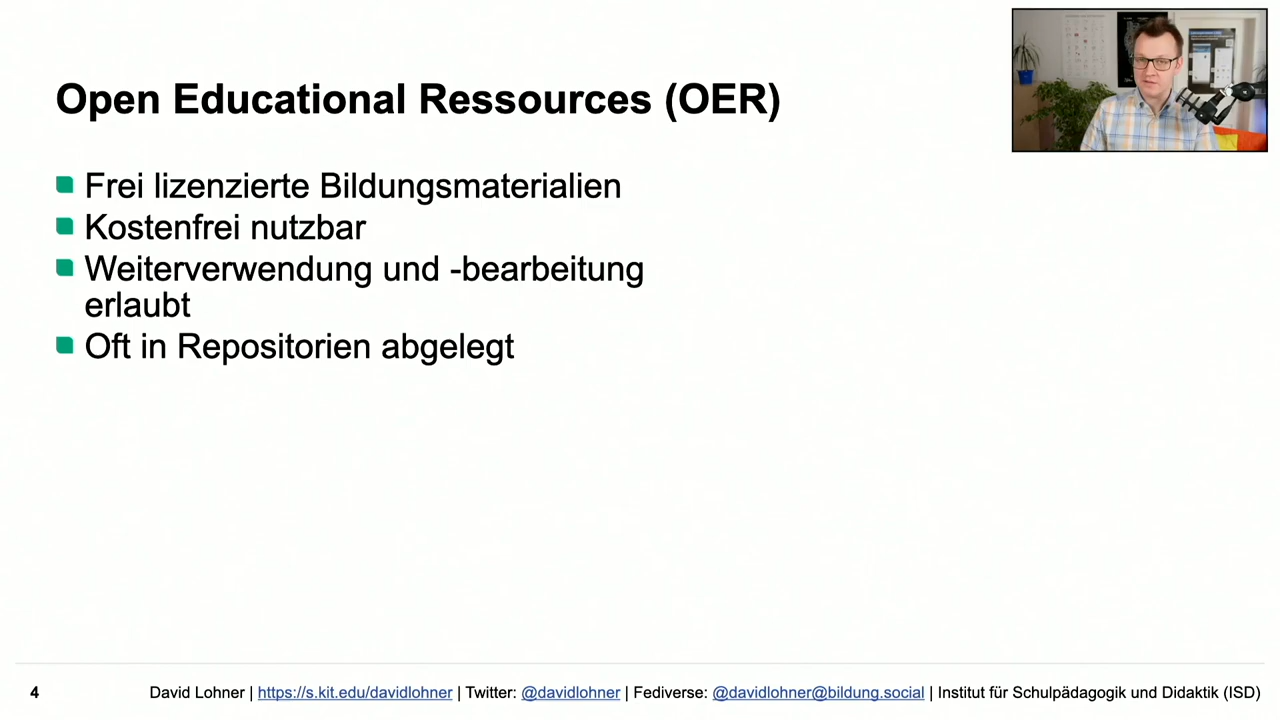 Open Educational Ressources (OER)
Frei lizenzierte Bildungsmaterialien
Kostenfrei nutzbar
Weiterverwendung und -bearbeitung
erlaubt
Oft in Repositorien abgelegt
4
David Lohner | https://s.kit.edu/davidlohner | Twitter: @davidlohner | Fediverse: @davidlohner@bildung.social | Institut für Schulpädagogik und Didaktik (ISD)